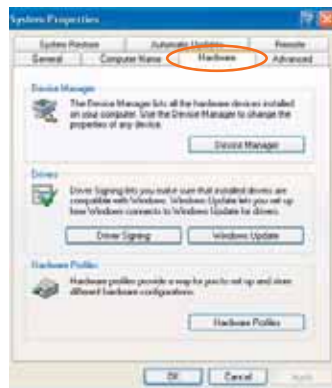 System Properties
System Restore Automatic Updates Remote
General Computer Name Hardware Advanced
Device Manager
The Device Manager lists all the hardware devices installed
on your computer. Use the Device Manager to change the
properties of any device.
Device Manager
Drivers
Driver Signing lets you make sure that installed drivers are
compatible with Windows. Windows Update lets you set up
how Windows connects to Windows Update for drivers.
Driver Signing Windows Update
Hardware Profiles
Hardware profiles provide a way for you to set up and store
different hardware configurations.
Hardware Profiles
OK Cancel Apply